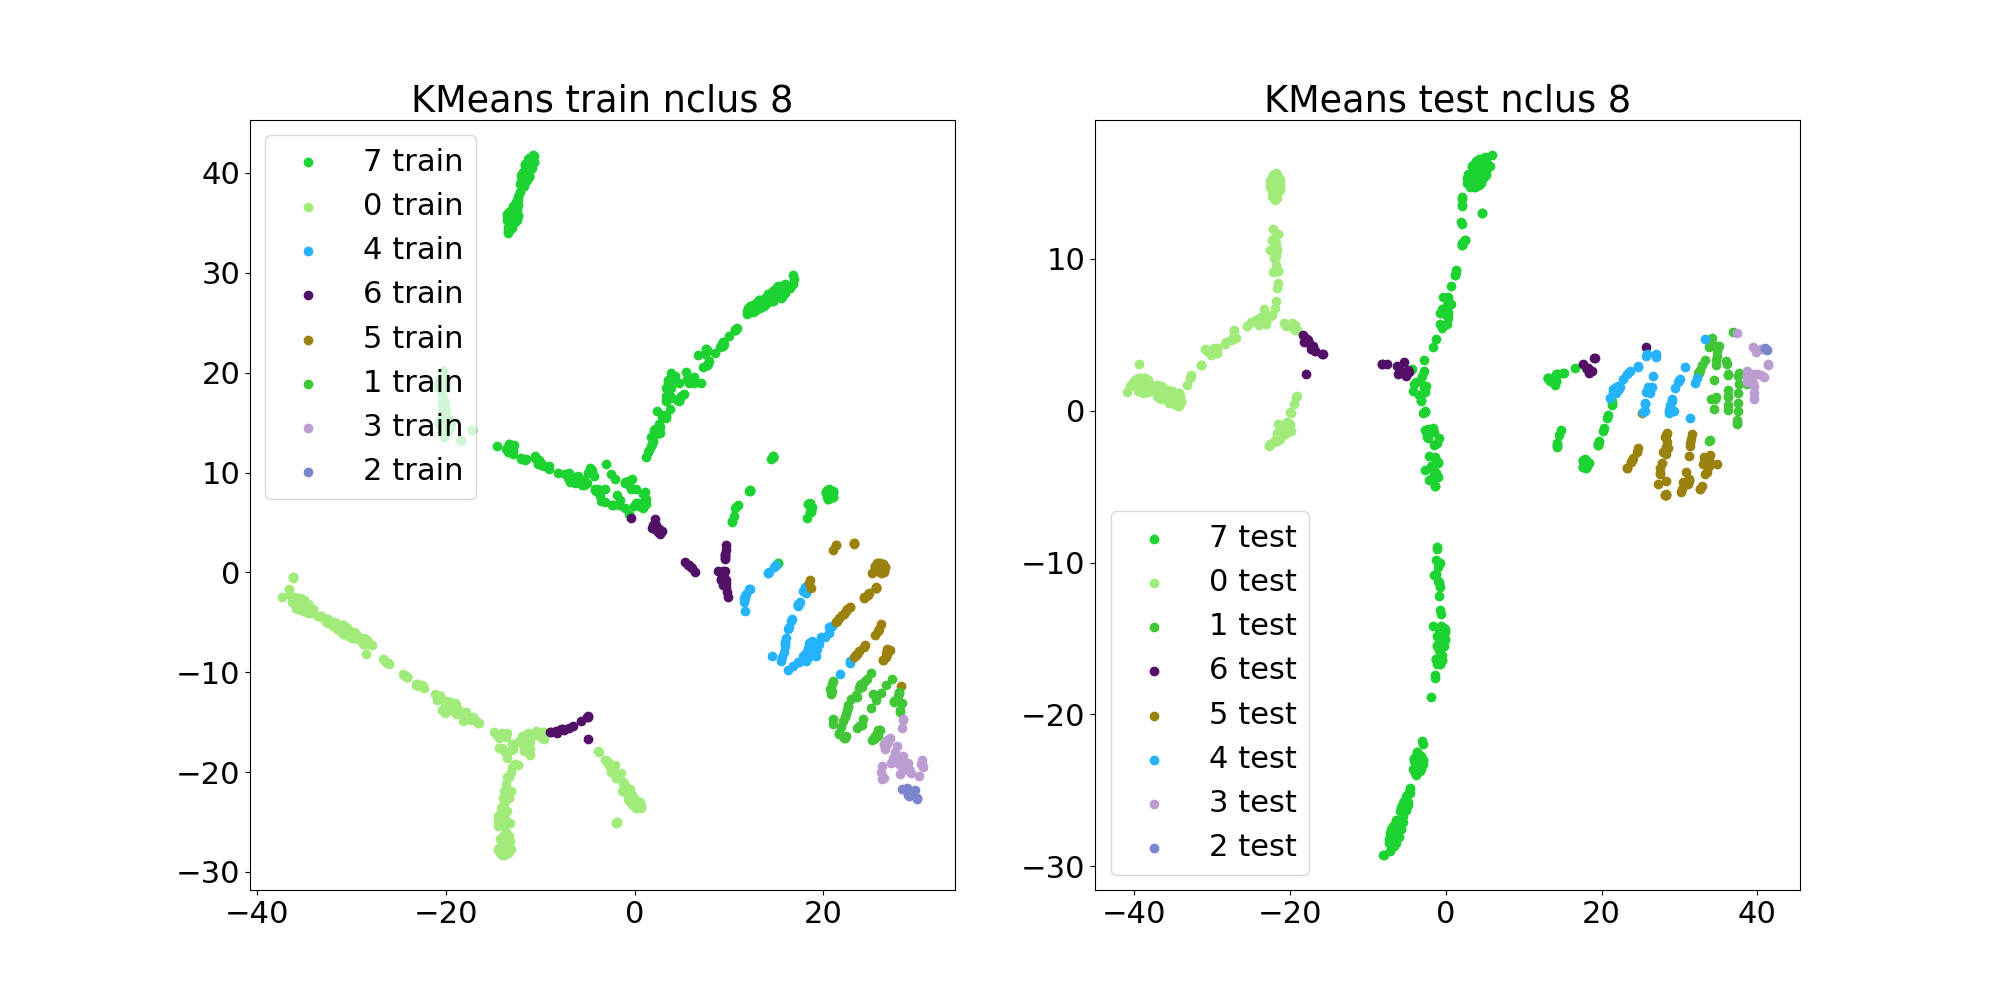 KMeans train nclus 8
40
30
20
10
0
−10
−20
−30
−40
−20
0
20
7 train
0 train
4 train
6 train
5 train
1 train
3 train
2 train
KMeans test nclus 8
10
0
−10
−20
−30
−40
−20
0
20
40
7 test
0 test
1 test
6 test
5 test
4 test
3 test
2 test